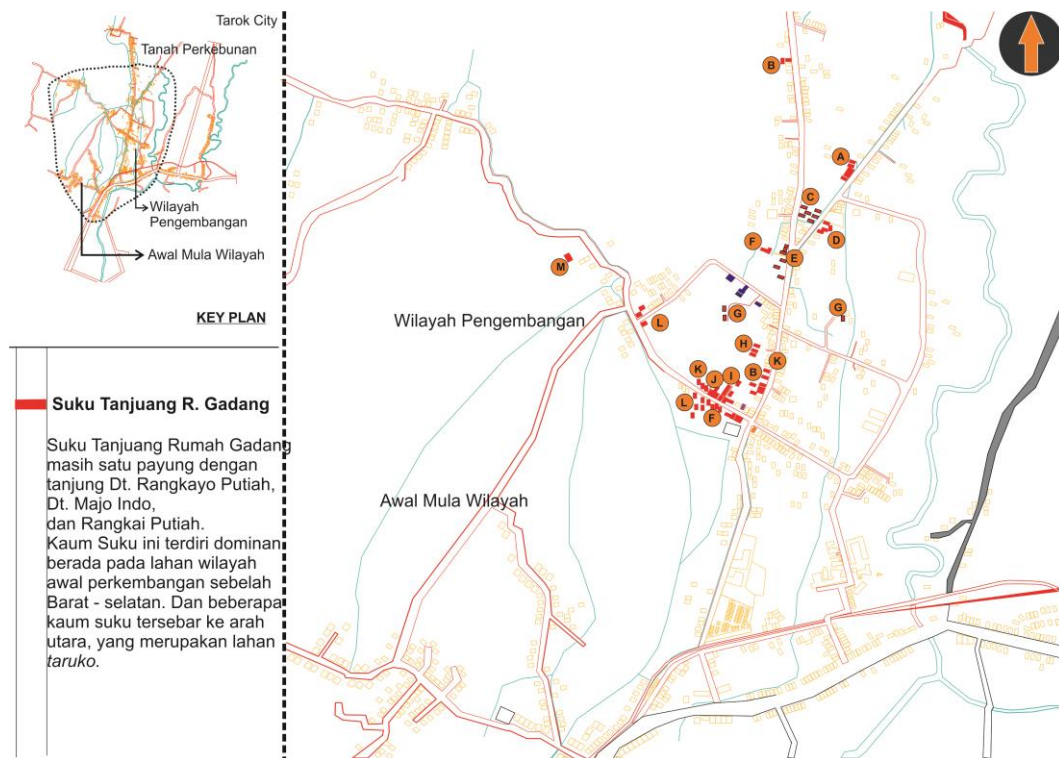 Tarok City
Tanah Perkebunan
Wilayah
Pengembangan
Awal Mula Wilayah
KEY PLAN
Suku Tanjuang R. Gadang
Suku Tanjuang Rumah Gadang
masih satu payung dengan
tanjung Dt. Rangkayo Putiah,
Dt. Majo Indo,
dan Rangkai Putiah.
Kaum Suku ini terdiri dominan
berada pada lahan wilayah
awal perkembangan sebelah
Barat - selatan. Dan beberapa
kaum suku tersebar ke arah
utara, yang merupakan lahan
taruko.
B
A
C
D
F
E
M
G
G
Wilayah Pengembangan
L
H
K
K
J
I
B
L
F
Awal Mula Wilayah